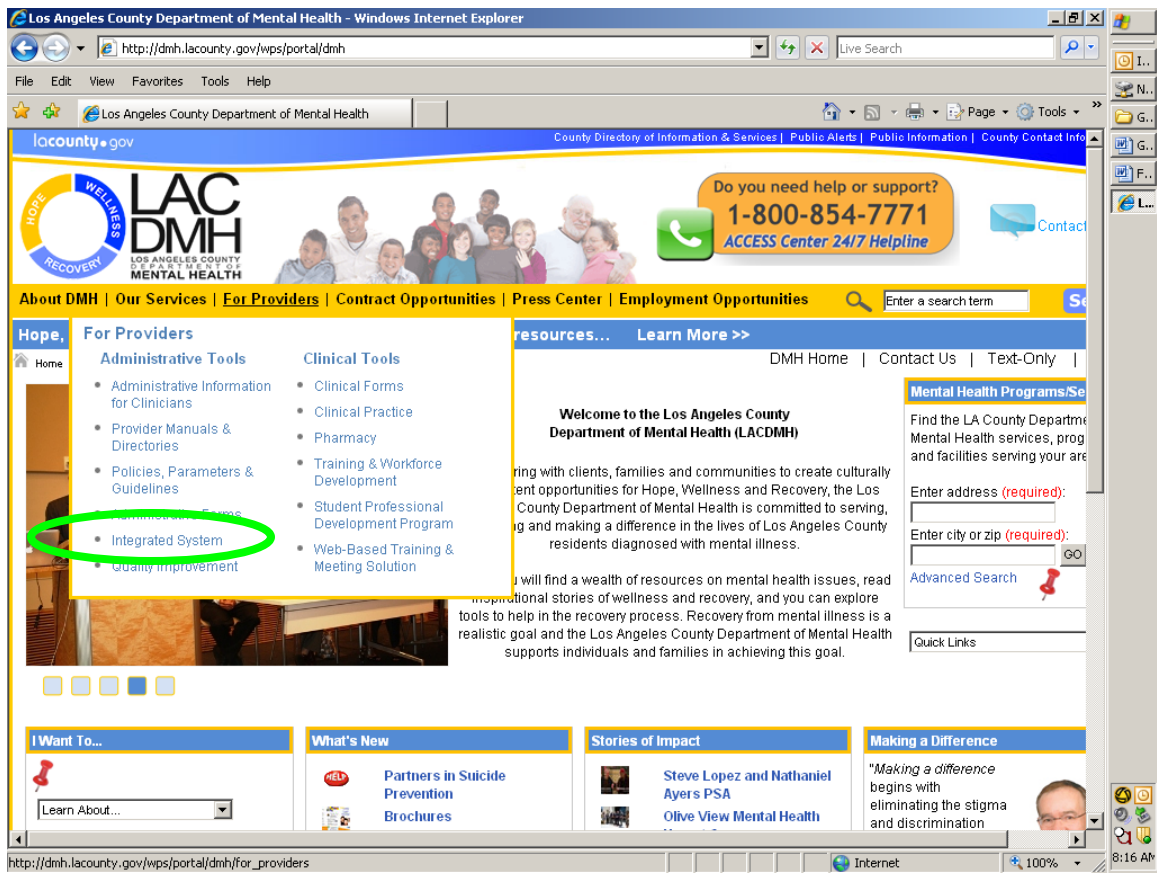 Los Angeles County Department of Mental Health - Windows Internet Explorer
http://dmh.lacounty.gov/wps/portal/dmh
Live Search
File Edit View Favorites Tools Help
Los Angeles County Department of Mental Health
Page Tools »
lacounty.gov
County Directory of Information & Services | Public Alerts | Public Information | County Contact Info
HOPE WELLNESS RECOVERY
LAC
DMH
LOS ANGELES COUNTY
DEPARTMENT OF
MENTAL HEALTH
Do you need help or support?
1-800-854-7771
ACCESS Center 24/7 Helpline
Contact
About DMH | Our Services | For Providers | Contract Opportunities | Press Center | Employment Opportunities
Enter a search term
Se
Hope,
resources... Learn More >>
Home
DMH Home | Contact Us | Text-Only |
For Providers
Administrative Tools
Administrative Information
for Clinicians
Provider Manuals &
Directories
Policies, Parameters &
Guidelines
Administrative Forms
Integrated System
Quality Improvement
Clinical Tools
Clinical Forms
Clinical Practice
Pharmacy
Training & Workforce
Development
Student Professional
Development Program
Web-Based Training &
Meeting Solution
Welcome to the Los Angeles County
Department of Mental Health (LACDMH)
ring with clients, families and communities to create culturally
tent opportunities for Hope, Wellness and Recovery, the Los
County Department of Mental Health is committed to serving,
g and making a difference in the lives of Los Angeles County
residents diagnosed with mental illness.
will find a wealth of resources on mental health issues, read
inspirational stories of wellness and recovery, and you can explore
tools to help in the recovery process. Recovery from mental illness is a
realistic goal and the Los Angeles County Department of Mental Health
supports individuals and families in achieving this goal.
Mental Health Programs/Se
Find the LA County Departme
Mental Health services, prog
and facilities serving your are
Enter address (required):
Enter city or zip (required):
GO
Advanced Search
Quick Links
I Want To...
Learn About...
What's New
HELP
Partners in Suicide
Prevention
Brochures
Stories of Impact
Steve Lopez and Nathaniel
Ayers PSA
Olive View Mental Health
Making a Difference
"Making a difference
begins with
eliminating the stigma
and discrimination
http://dmh.lacounty.gov/wps/portal/dmh/for_providers
Internet
100%
I..
N..
G..
G..
F..
L...
8:16 AM